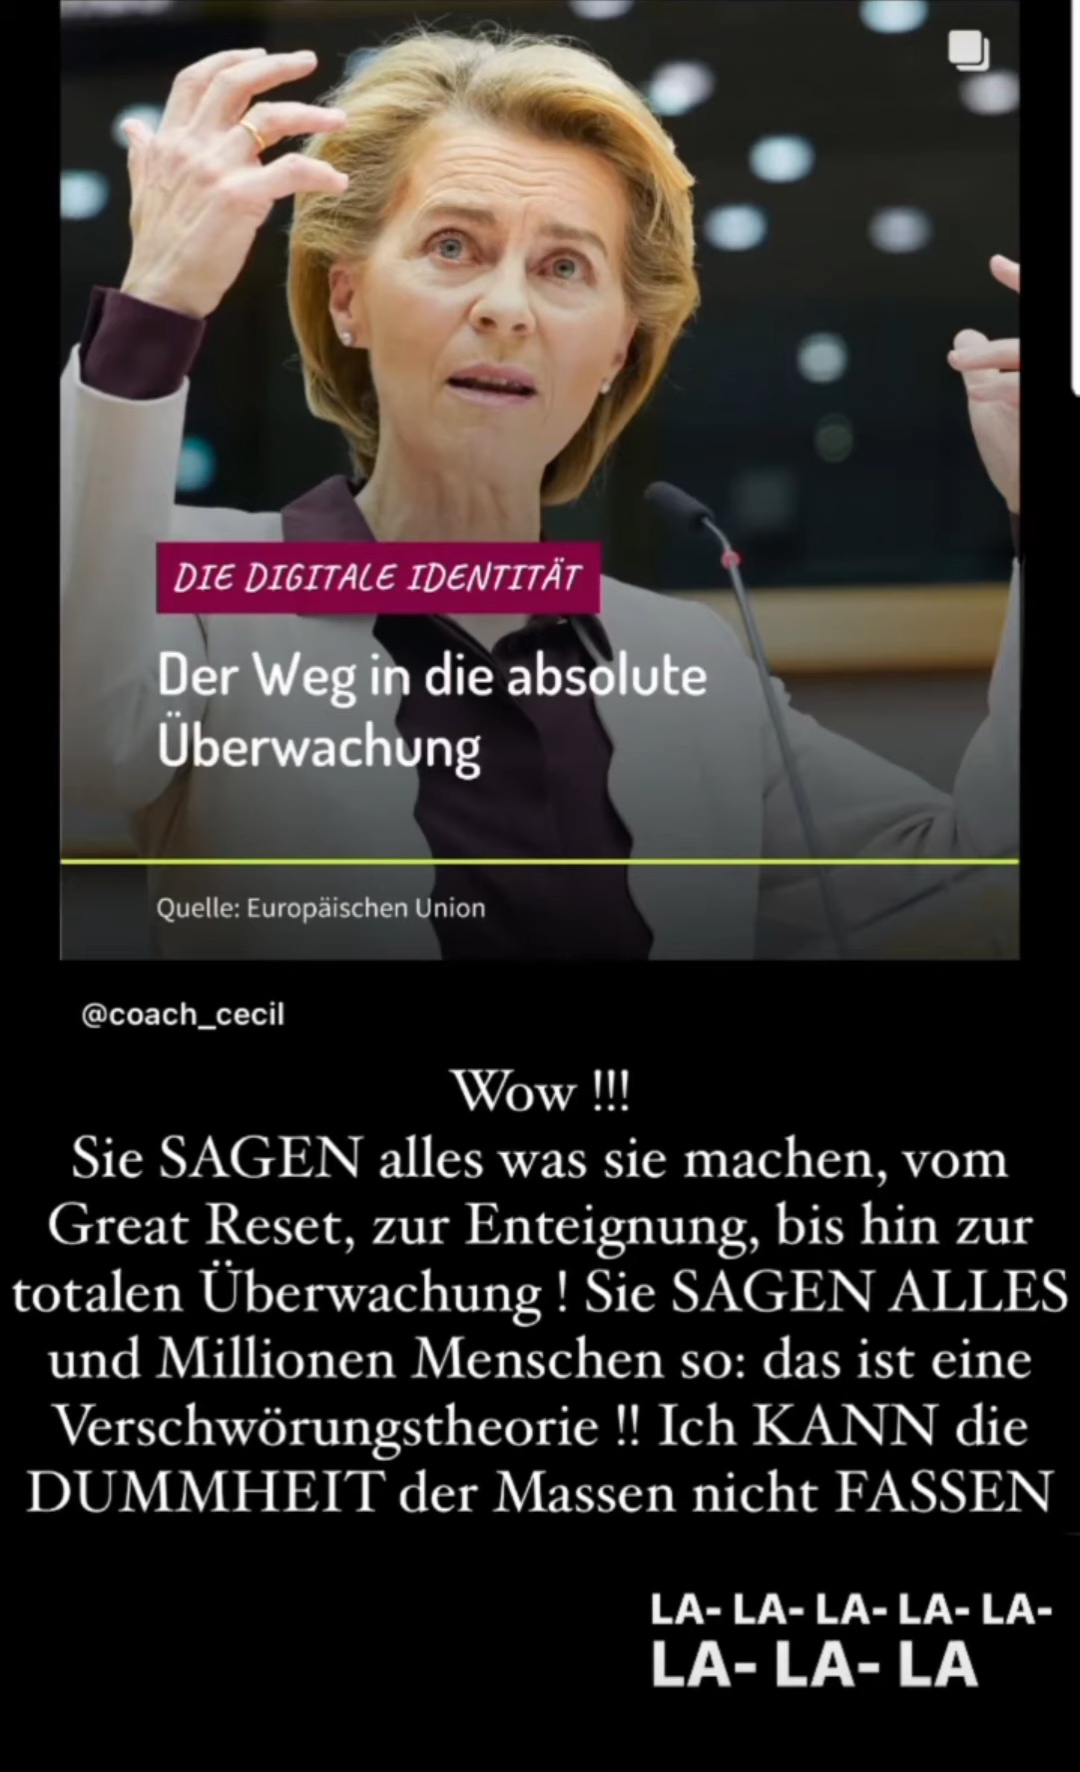 DIE DIGITALE IDENTITÄT
Der Weg in die absolute
Überwachung
Quelle: Europäischen Union
@coach_cecil
Wow !!!
Sie SAGEN alles was sie machen, vom
Great Reset, zur Enteignung, bis hin zur
totalen Überwachung ! Sie SAGEN ALLES
und Millionen Menschen so: das ist eine
Verschwörungstheorie !! Ich KANN die
DUMMHEIT der Massen nicht FASSEN
LA- LA- LA- LA- LA-
LA- LA- LA